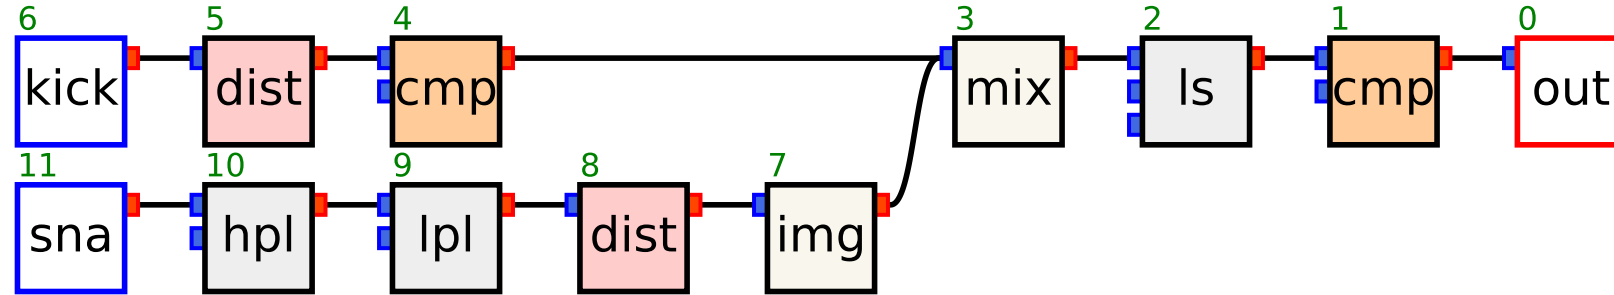 6 5 4 3 2 1 0
kick dist cmp mix ls cmp out
11 10 9 8 7
sna hpl lpl dist img